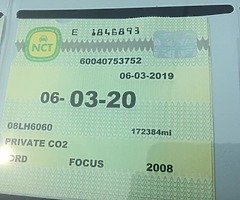 NCT
E 1846893
60040753752
06-03-2019
06-03-20
08LH6060
172384mi
PRIVATE CO2
ORD FOCUS 2008